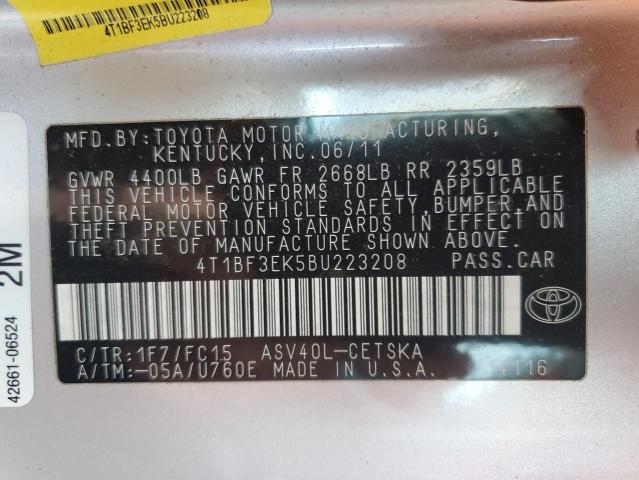 4T1BF3EK5BU223208
MFD.BY:TOYOTA MOTOR MANUFACTURING,
KENTUCKY,INC.06/11
GVWR 4400LB GAWR FR 2668LB RR 2359LB
THIS VEHICLE CONFORMS TO ALL APPLICABLE
FEDERAL MOTOR VEHICLE SAFETY,BUMPER,AND
THEFT PREVENTION STANDARDS IN EFFECT ON
THE DATE OF MANUFACTURE SHOWN ABOVE.
4T1BF3EK5BU223208 PASS.CAR
C/TR:1F7/FC15 ASV40L-CETSKA
A/TM:-05A/U760E MADE IN U.S.A. 4116
42661-06524 2M